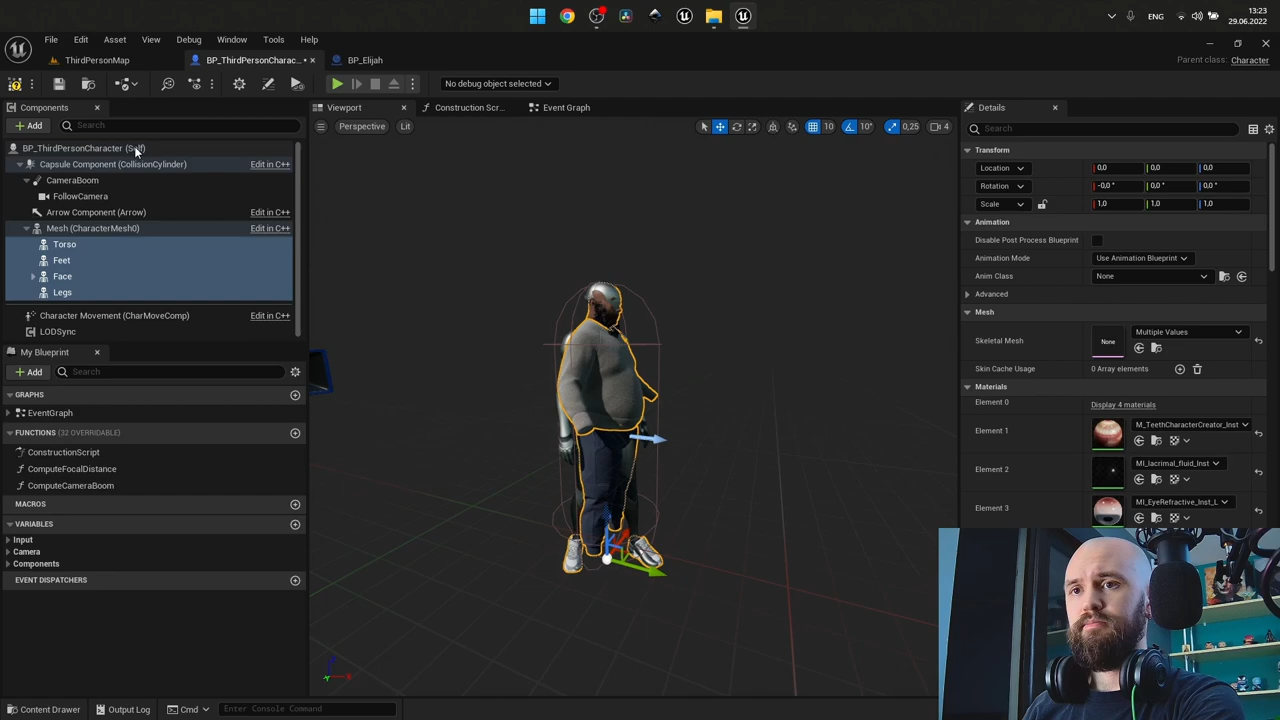 13:23
ENG
29.06.2022
File Edit Asset View Debug Window Tools Help
ThirdPersonMap
BP_ThirdPersonCharac...
BP_Elijah
Parent class: Character
No debug object selected
Components
Viewport
Construction Scr...
Event Graph
Details
Add
Search
Perspective
Lit
10
10°
0,25
4
Search
BP_ThirdPersonCharacter (Self)
Capsule Component (CollisionCylinder) Edit in C++
CameraBoom
FollowCamera
Arrow Component (Arrow) Edit in C++
Mesh (CharacterMesh0) Edit in C++
Torso
Feet
Face
Legs
Character Movement (CharMoveComp) Edit in C++
LODSync
My Blueprint
Add
Search
GRAPHS
EventGraph
FUNCTIONS (32 OVERRIDABLE)
ConstructionScript
ComputeFocalDistance
ComputeCameraBoom
MACROS
VARIABLES
Input
Camera
Components
EVENT DISPATCHERS
Transform
Location 0,0 0,0 0,0
Rotation -0,0 ° 0,0 ° 0,0 °
Scale 1,0 1,0 1,0
Animation
Disable Post Process Blueprint
Animation Mode Use Animation Blueprint
Anim Class None
Advanced
Mesh
Skeletal Mesh None Multiple Values
Skin Cache Usage 0 Array elements
Materials
Element 0 Display 4 materials
Element 1 M_TeethCharacterCreator_Inst
Element 2 MI_lacrimal_fluid_Inst
Element 3 MI_EyeRefractive_Inst_L
Content Drawer
Output Log
Cmd
Enter Console Command